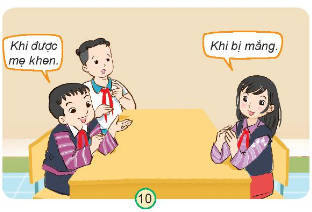 Khi được
mẹ khen.
Khi bị mắng.
10